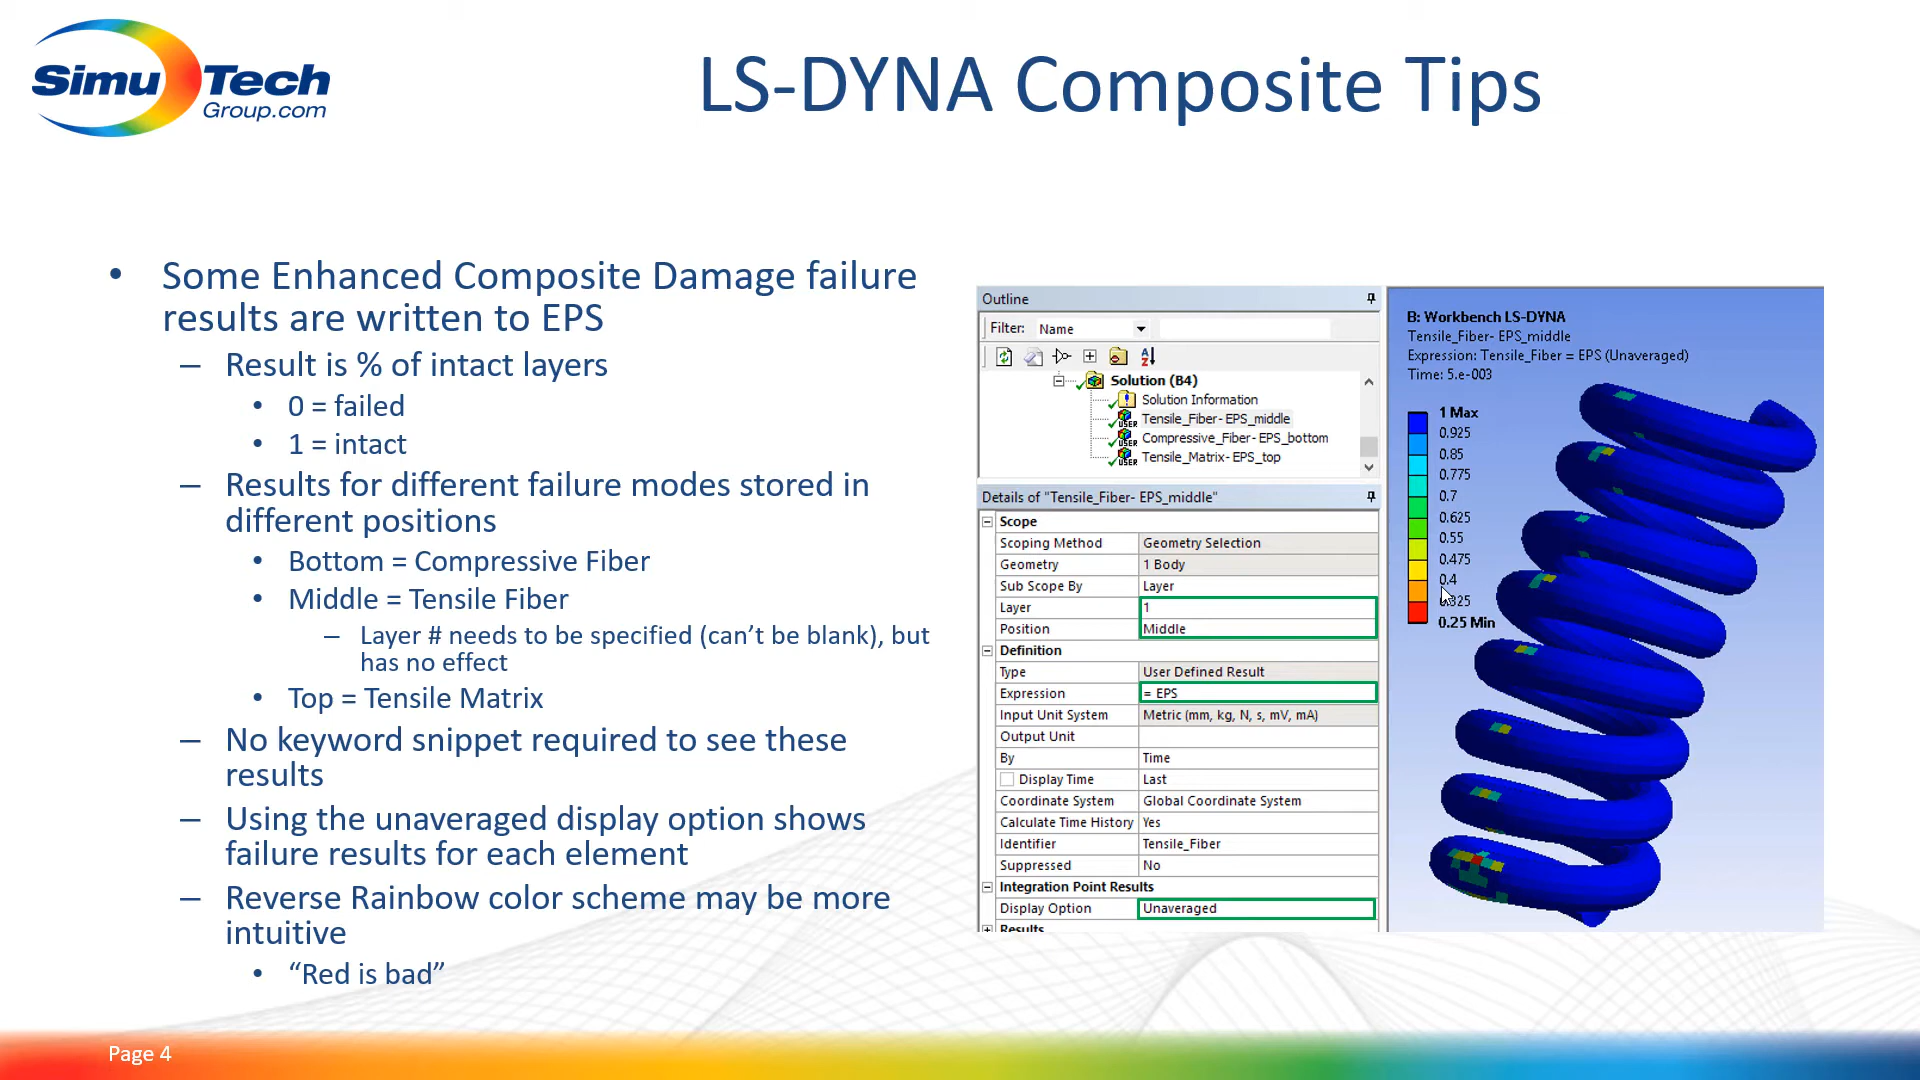 Simu Tech
Group.com
LS-DYNA Composite Tips
• Some Enhanced Composite Damage failure
results are written to EPS
– Result is % of intact layers
• 0 = failed
• 1 = intact
– Results for different failure modes stored in
different positions
• Bottom = Compressive Fiber
• Middle = Tensile Fiber
– Layer # needs to be specified (can’t be blank), but
has no effect
• Top = Tensile Matrix
– No keyword snippet required to see these
results
– Using the unaveraged display option shows
failure results for each element
– Reverse Rainbow color scheme may be more
intuitive
• “Red is bad”
Outline
Filter: Name
Solution (B4)
Solution Information
Tensile_Fiber- EPS_middle
Compressive_Fiber- EPS_bottom
Tensile_Matrix- EPS_top
Details of "Tensile_Fiber- EPS_middle"
Scope
Scoping Method Geometry Selection
Geometry 1 Body
Sub Scope By Layer
Layer 1
Position Middle
Definition
Type User Defined Result
Expression = EPS
Input Unit System Metric (mm, kg, N, s, mV, mA)
Output Unit
By Time
Display Time Last
Coordinate System Global Coordinate System
Calculate Time History Yes
Identifier Tensile_Fiber
Suppressed No
Integration Point Results
Display Option Unaveraged
Results
B: Workbench LS-DYNA
Tensile_Fiber- EPS_middle
Expression: Tensile_Fiber = EPS (Unaveraged)
Time: 5.e-003
1 Max
0.925
0.85
0.775
0.7
0.625
0.55
0.475
0.4
0.325
0.25 Min
Page 4